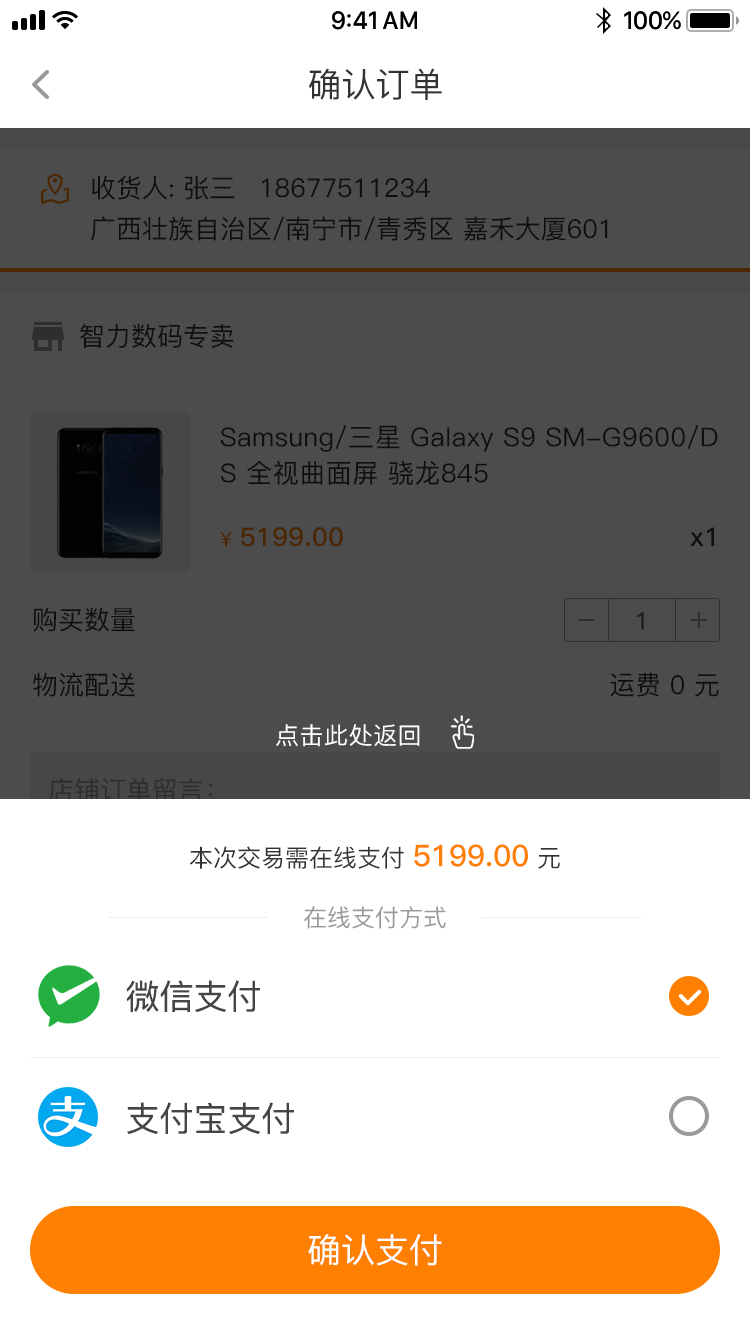 9:41 AM
100%
确认订单
收货人: 张三 18677511234
广西壮族自治区/南宁市/青秀区 嘉禾大厦601
智力数码专卖
Samsung/三星 Galaxy S9 SM-G9600/D
S 全视曲面屏 骁龙845
¥ 5199.00
x1
购买数量
1
物流配送
运费 0 元
点击此处返回
店铺订单留言:
本次交易需在线支付 5199.00 元
在线支付方式
微信支付
支
支付宝支付
确认支付